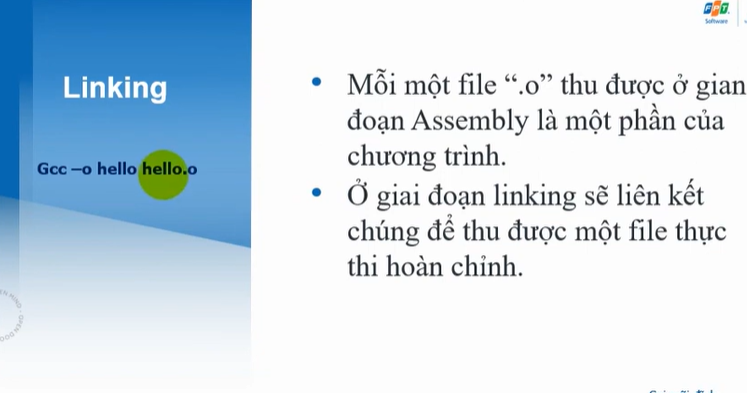 FPT
Software
Linking
Gcc –o hello hello.o
• Mỗi một file “.o” thu được ở gian
đoạn Assembly là một phần của
chương trình.
• Ở giai đoạn linking sẽ liên kết
chúng để thu được một file thực
thi hoàn chỉnh.